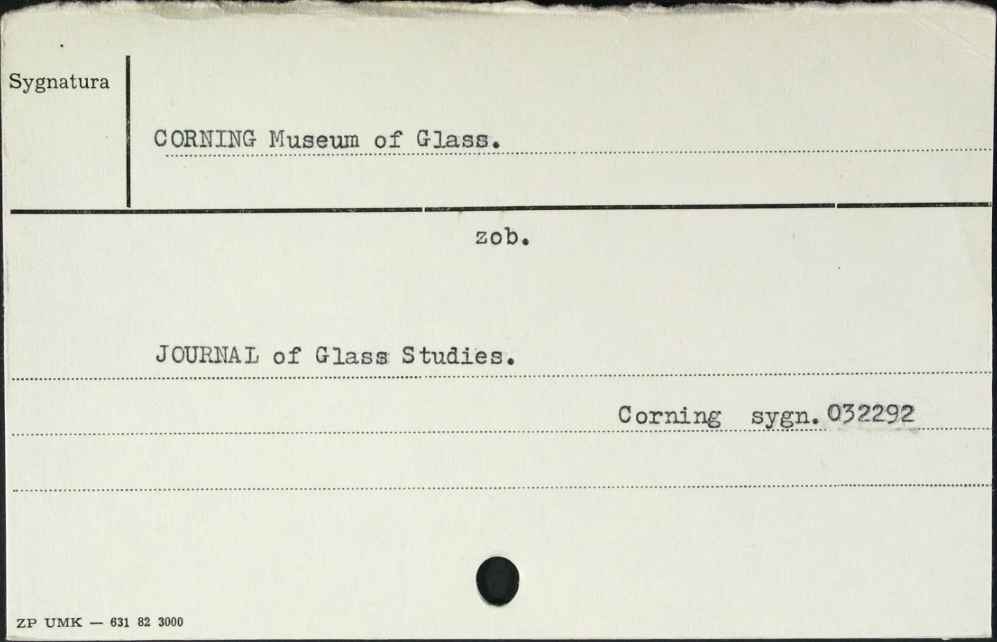 Sygnatura
CORNING Museum of Glass.
zob.
JOURNAL of Glass Studies.
Corning sygn. 032292
ZP UMK — 631 82 3000